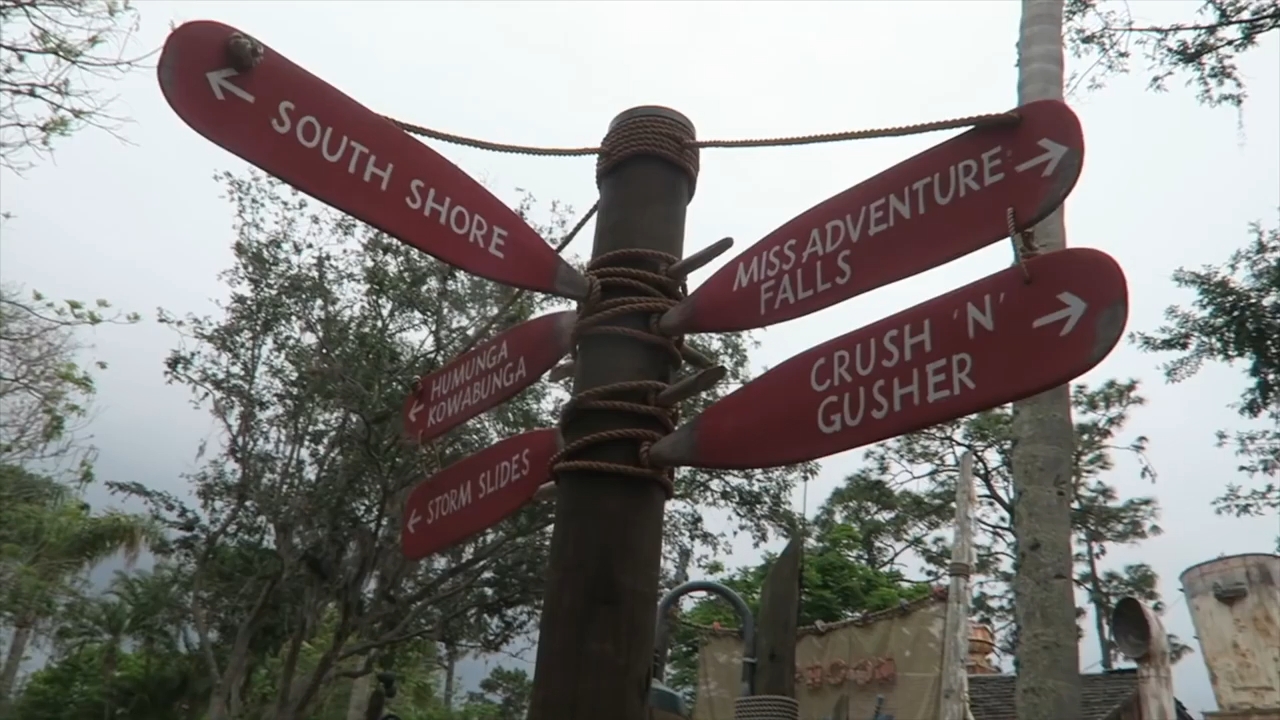 SOUTH SHORE
MISS ADVENTURE
FALLS
HUMUNGA
KOWABUNGA
CRUSH 'N'
GUSHER
STORM SLIDES